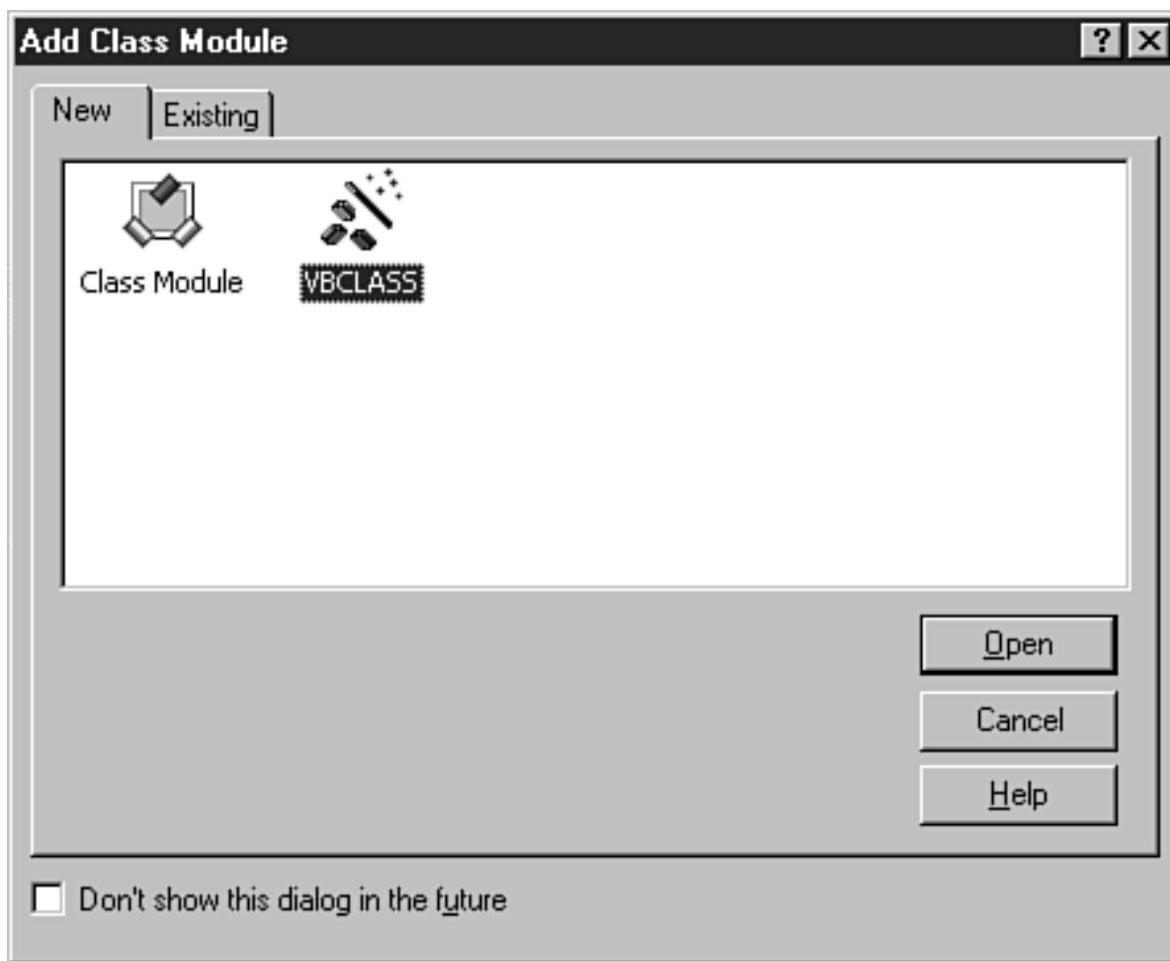 Add Class Module
New
Existing
Class Module
VBCLASS
Open
Cancel
Help
Don't show this dialog in the future